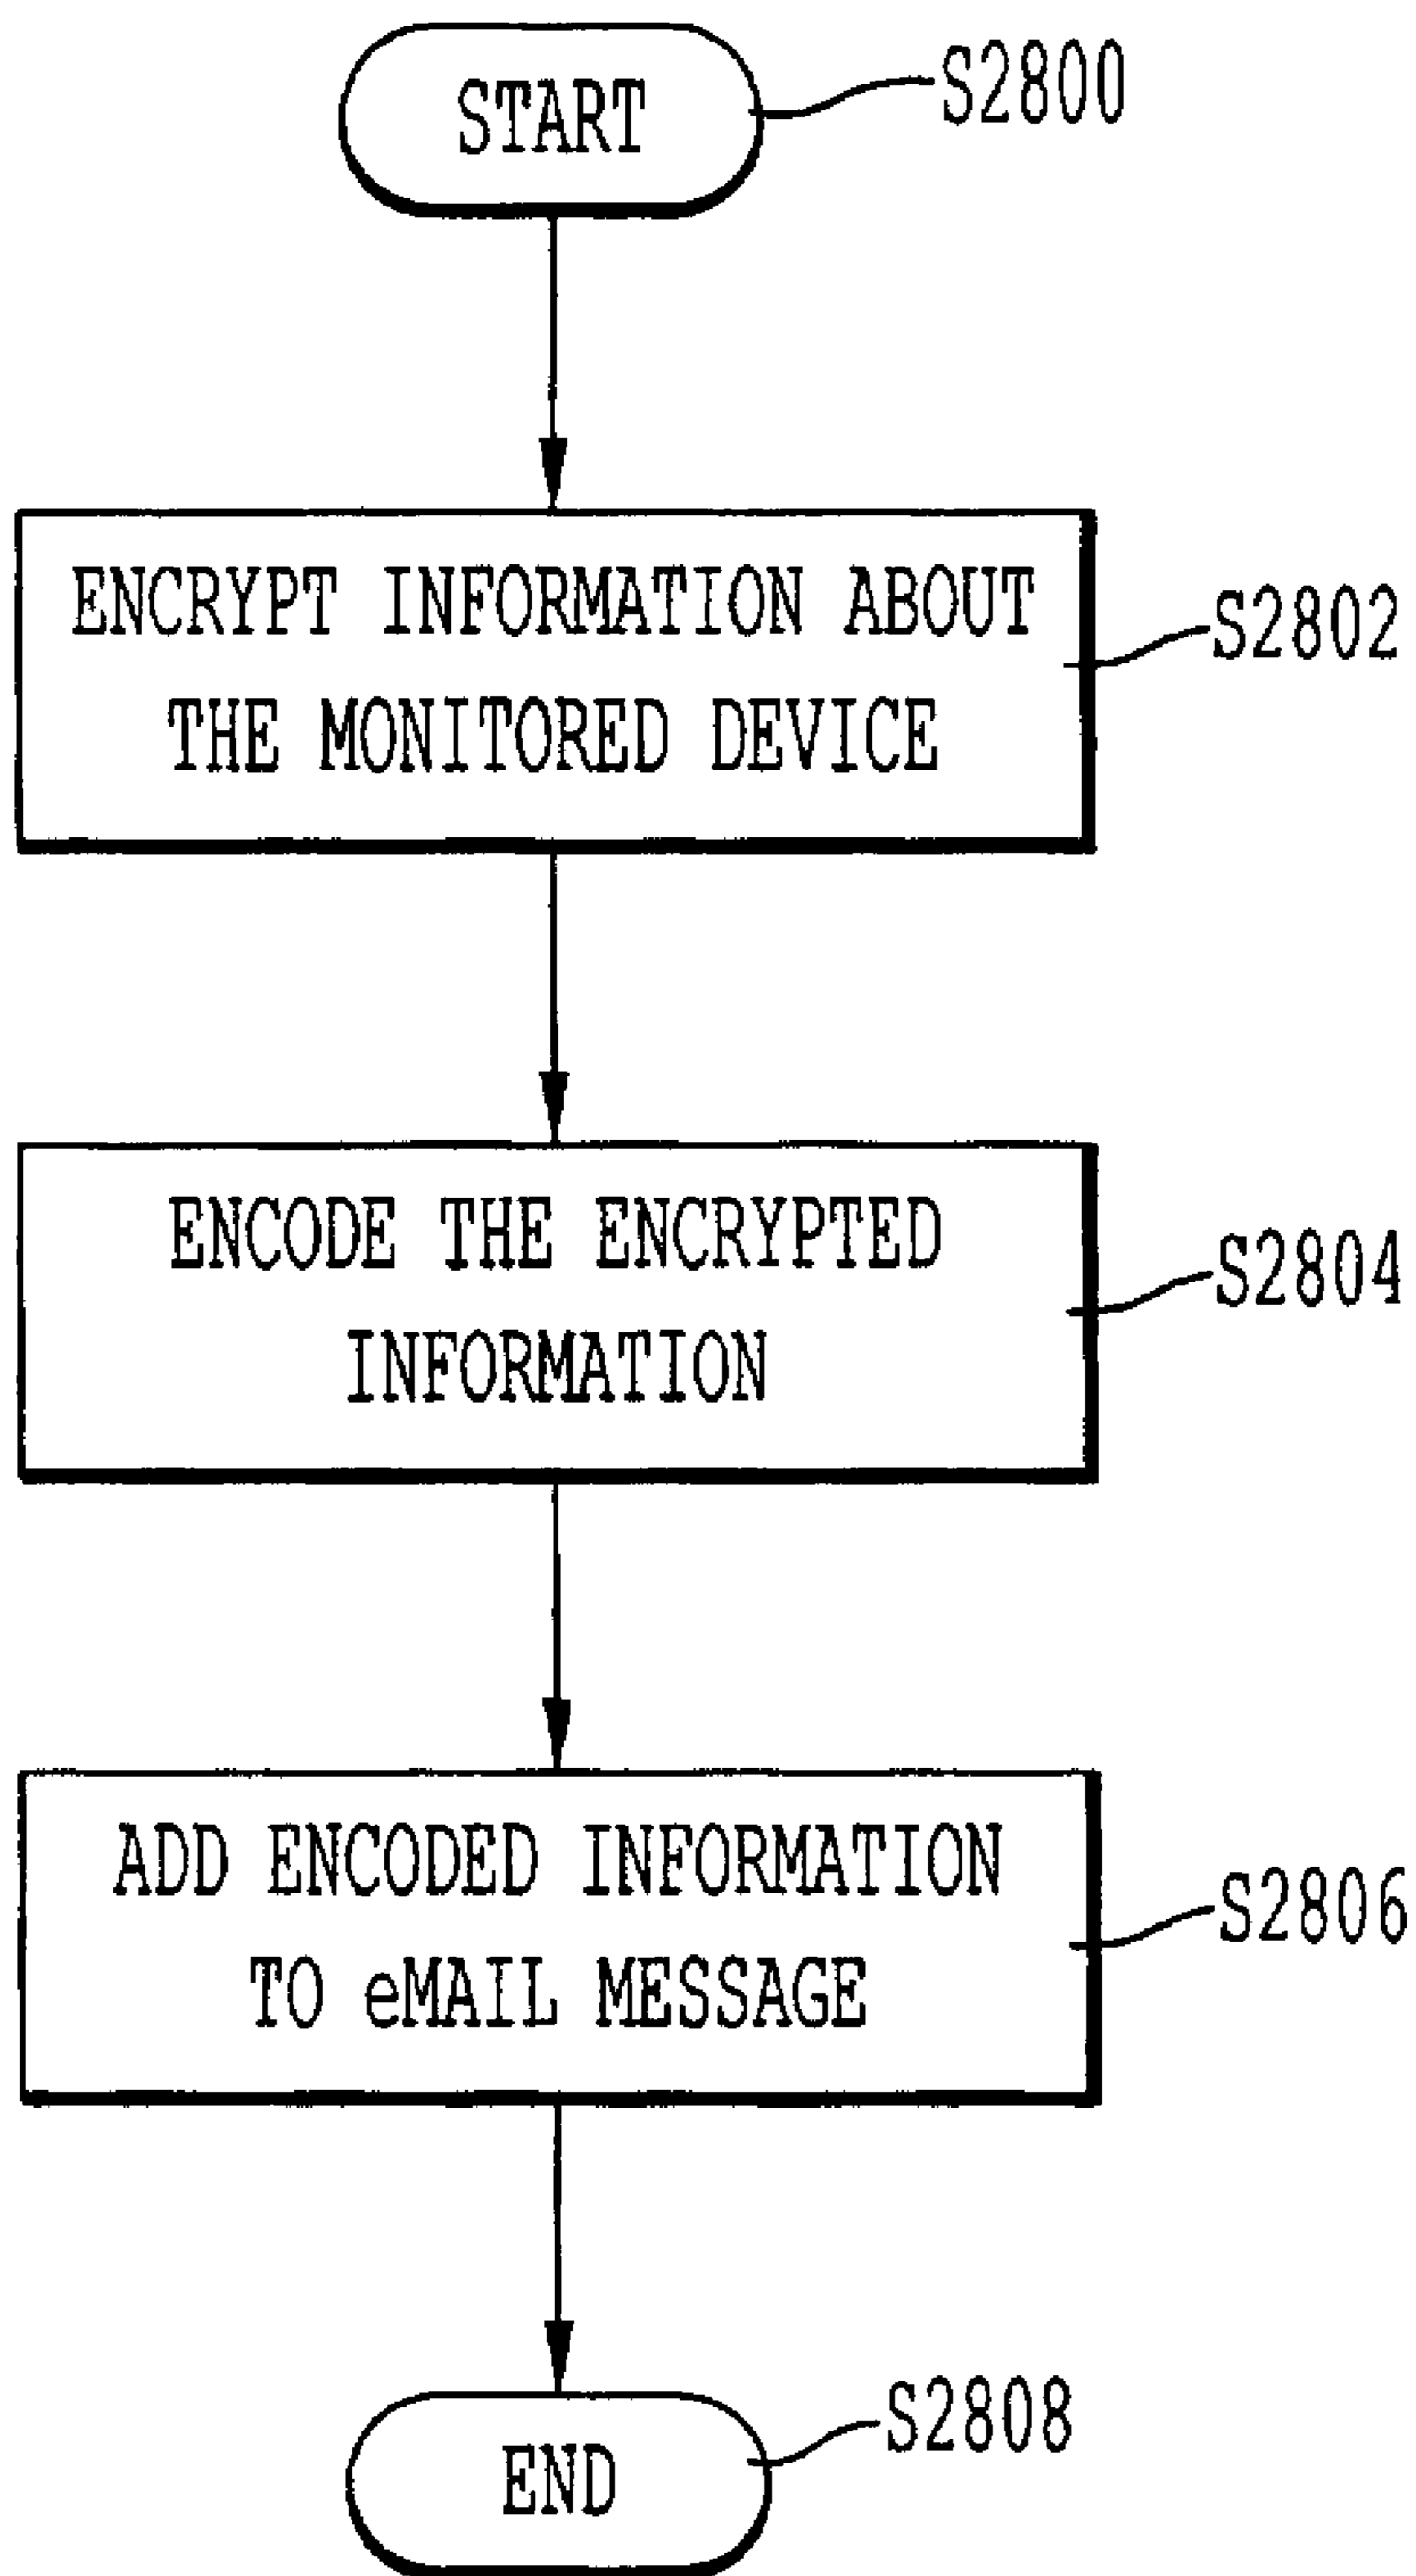 START
S2800
ENCRYPT INFORMATION ABOUT
THE MONITORED DEVICE
S2802
ENCODE THE ENCRYPTED
INFORMATION
S2804
ADD ENCODED INFORMATION
TO eMAIL MESSAGE
S2806
END
S2808